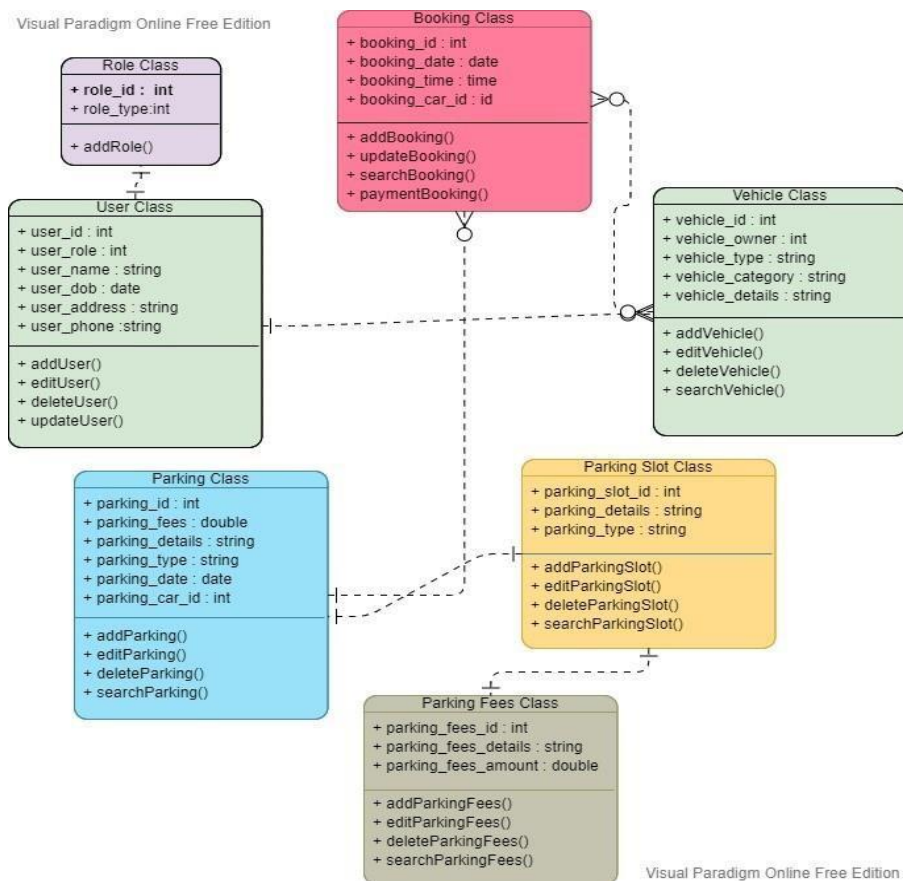 Visual Paradigm Online Free Edition
Booking Class
+ booking_id : int
+ booking_date : date
+ booking_time : time
+ booking_car_id : id
+ addBooking()
+ updateBooking()
+ searchBooking()
+ paymentBooking()
Role Class
+ role_id : int
+ role_type:int
+ addRole()
User Class
+ user_id : int
+ user_role : int
+ user_name : string
+ user_dob : date
+ user_address : string
+ user_phone :string
+ addUser()
+ editUser()
+ deleteUser()
+ updateUser()
Vehicle Class
+ vehicle_id : int
+ vehicle_owner : int
+ vehicle_type : string
+ vehicle_category : string
+ vehicle_details : string
+ addVehicle()
+ editVehicle()
+ deleteVehicle()
+ searchVehicle()
Parking Class
+ parking_id : int
+ parking_fees : double
+ parking_details : string
+ parking_type : string
+ parking_date : date
+ parking_car_id : int
+ addParking()
+ editParking()
+ deleteParking()
+ searchParking()
Parking Slot Class
+ parking_slot_id : int
+ parking_details : string
+ parking_type : string
+ addParkingSlot()
+ editParkingSlot()
+ deleteParkingSlot()
+ searchParkingSlot()
Parking Fees Class
+ parking_fees_id : int
+ parking_fees_details : string
+ parking_fees_amount : double
+ addParkingFees()
+ editParkingFees()
+ deleteParkingFees()
+ searchParkingFees()
Visual Paradigm Online Free Edition